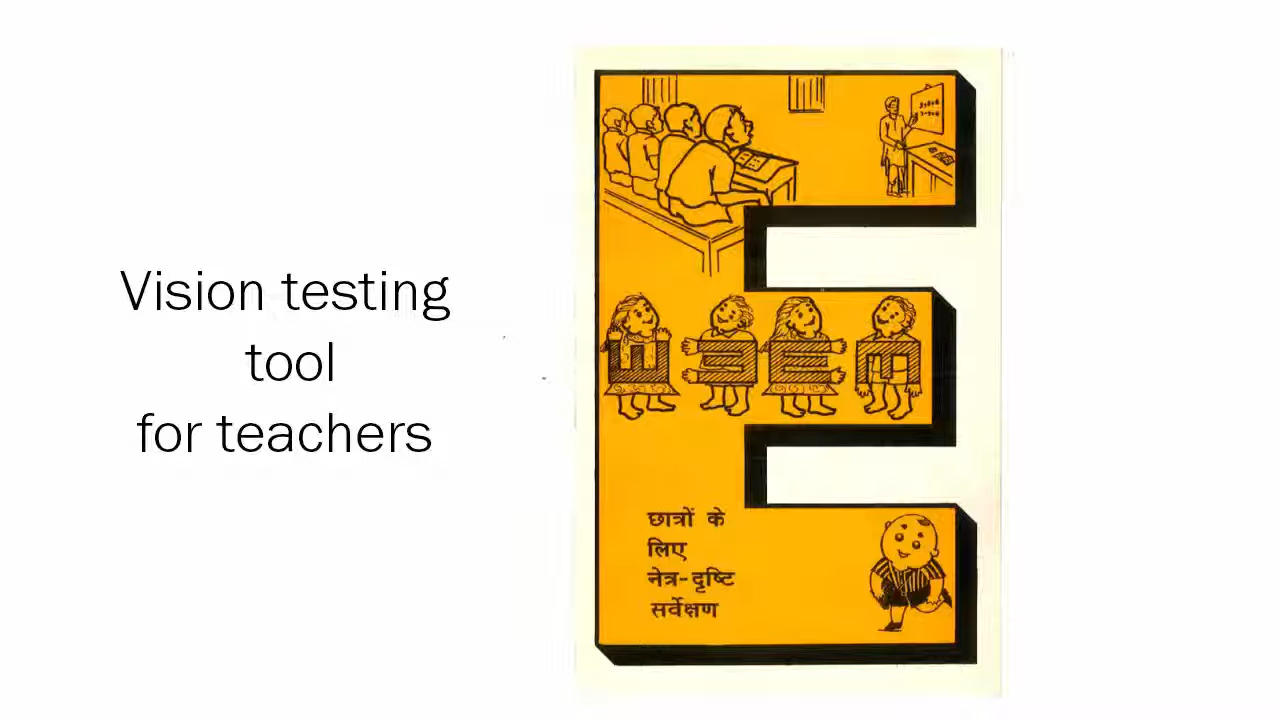 Vision testing
tool
for teachers
छात्रों के
लिए
नेत्र-दृष्टि
सर्वेक्षण